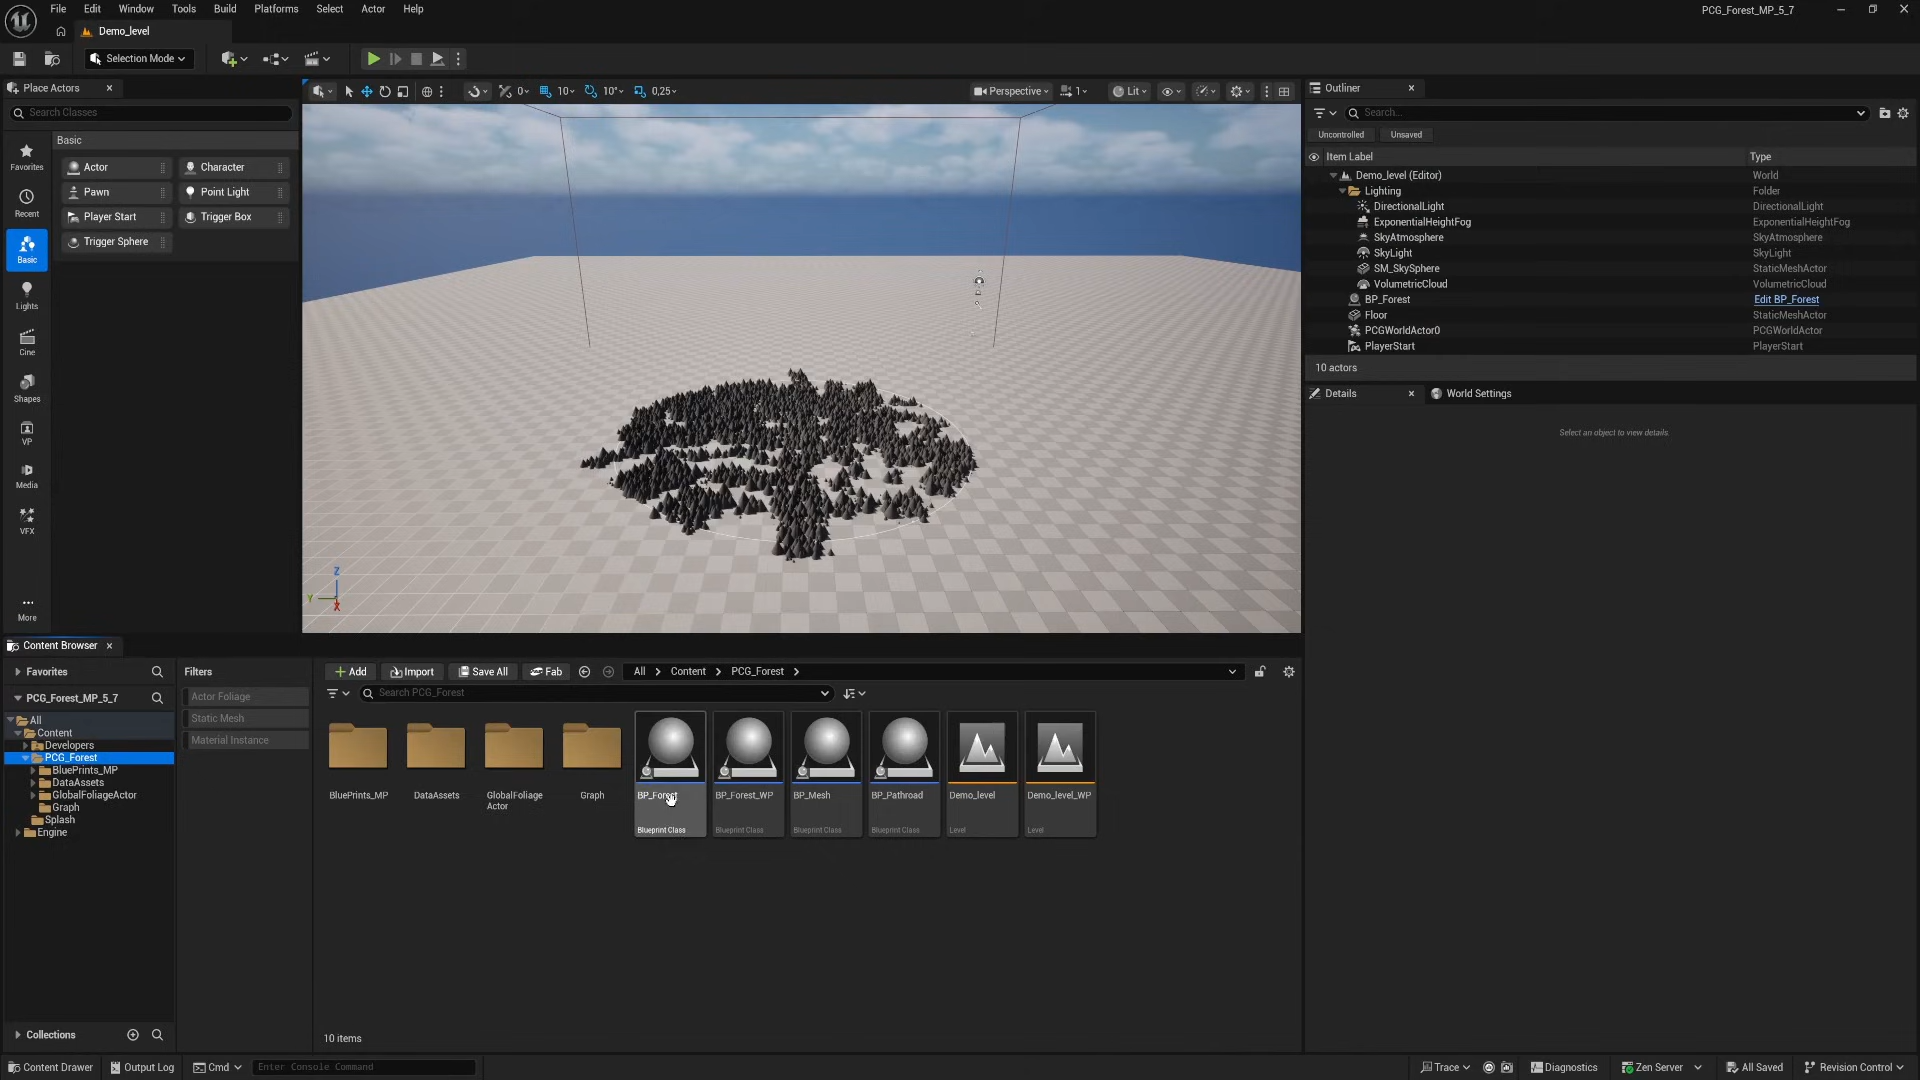 File Edit Window Tools Build Platforms Select Actor Help
PCG_Forest_MP_5_7
Demo_level
Selection Mode
Place Actors
Search Classes
Basic
Favorites
Recent
Basic
Lights
Cine
Shapes
VP
Media
VFX
More
Actor Character
Pawn Point Light
Player Start Trigger Box
Trigger Sphere
0 10 10° 0,25
Perspective 1 Lit
Z
Y
X
Outliner
Search...
Uncontrolled Unsaved
Item Label Type
Demo_level (Editor) World
Lighting Folder
DirectionalLight DirectionalLight
ExponentialHeightFog ExponentialHeightFog
SkyAtmosphere SkyAtmosphere
SkyLight SkyLight
SM_SkySphere StaticMeshActor
VolumetricCloud VolumetricCloud
BP_Forest Edit BP_Forest
Floor StaticMeshActor
PCGWorldActor0 PCGWorldActor
PlayerStart PlayerStart
10 actors
Details World Settings
Select an object to view details.
Content Browser
Favorites
PCG_Forest_MP_5_7
All
Content
Developers
PCG_Forest
BluePrints_MP
DataAssets
GlobalFoliageActor
Graph
Splash
Engine
Collections
Filters
Actor Foliage
Static Mesh
Material Instance
Add Import Save All Fab All Content PCG_Forest
Search PCG_Forest
BluePrints_MP DataAssets GlobalFoliage Graph BP_Forest BP_Forest_WP BP_Mesh BP_Pathroad Demo_level Demo_level_WP
Actor
Blueprint Class Blueprint Class Blueprint Class Blueprint Class Level Level
10 items
Content Drawer Output Log Cmd Enter Console Command Trace Diagnostics Zen Server All Saved Revision Control